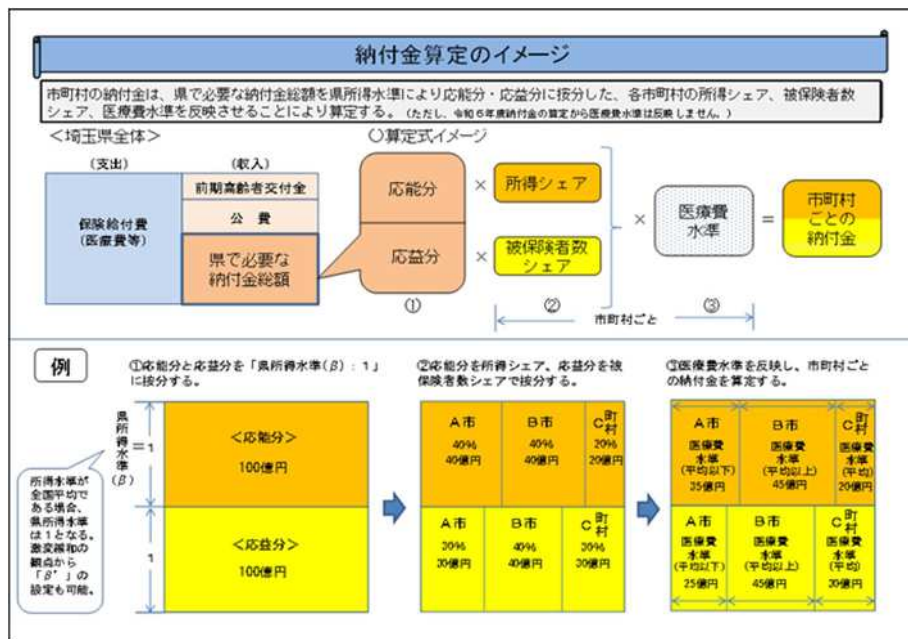 納付金算定のイメージ
市町村の納付金は、県で必要な納付金総額を県所得水準により応能分・応益分に按分した、各市町村の所得シェア、被保険者数
シェア、医療費水準を反映させることにより算定する。（ただし、令和６年度納付金の算定から医療費水準は反映しません。）
＜埼玉県全体＞
〇算定式イメージ
（支出）
（収入）
保険給付費
（医療費等）
前期高齢者交付金
公 費
県で必要な
納付金総額
応能分
×
所得シェア
応益分
×
被保険者数
シェア
×
医療費
水準
＝
市町村
ごとの
納付金
①
②
③
市町村ごと
例
①応能分と応益分を「県所得水準(β)：１」
に按分する。
県所得水準(β)
＝
1
1
＜応能分＞
100億円
＜応益分＞
100億円
所得水準が
全国平均で
ある場合、
県所得水準
は１となる。
激変緩和の
観点から
「β'」の
設定も可能。
②応能分を所得シェア、応益分を被
保険者数シェアで按分する。
A市
40%
40億円
B市
40%
40億円
C町村
20%
20億円
A市
30%
30億円
B市
40%
40億円
C町村
30%
30億円
③医療費水準を反映し、市町村ごと
の納付金を算定する。
A市
医療費
水準
(平均以下)
35億円
B市
医療費
水準
(平均以上)
45億円
C町村
医療費
水準
(平均)
20億円
A市
医療費
水準
(平均以下)
25億円
B市
医療費
水準
(平均以上)
45億円
C町村
医療費
水準
(平均)
30億円